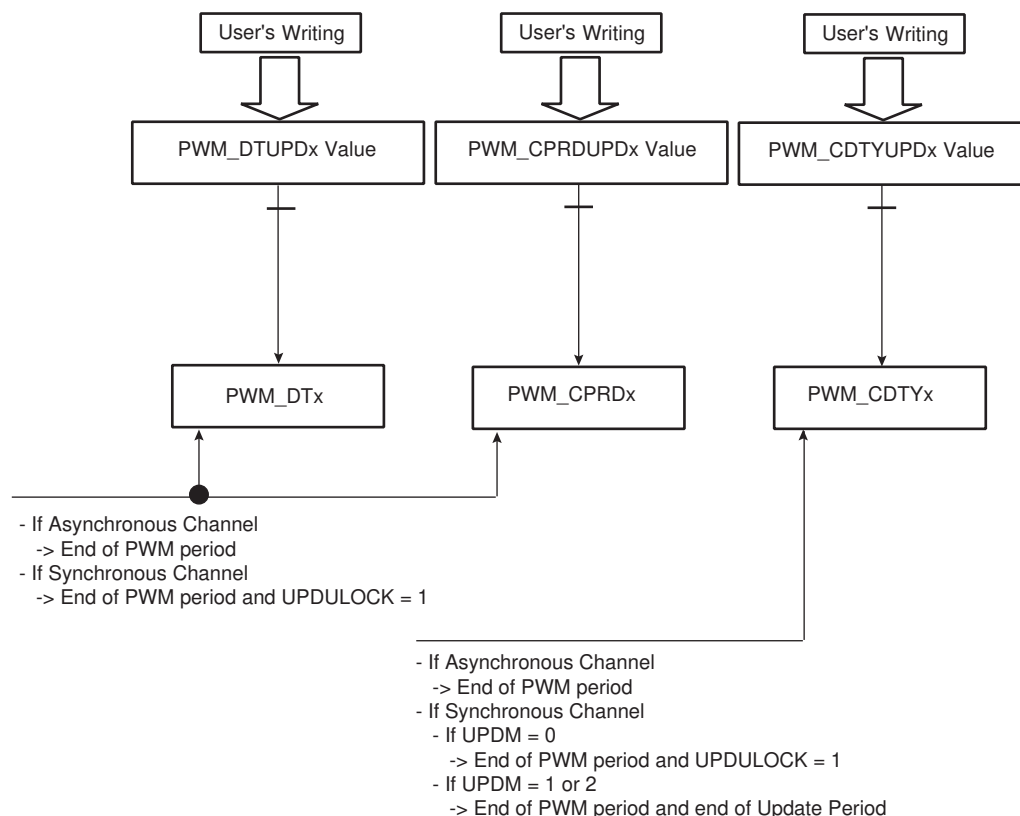 User's Writing
User's Writing
User's Writing
PWM_DTUPDx Value
PWM_CPRDUPDx Value
PWM_CDTYUPDx Value
PWM_DTx
PWM_CPRDx
PWM_CDTYx
- If Asynchronous Channel
-> End of PWM period
- If Synchronous Channel
-> End of PWM period and UPDULOCK = 1
- If Asynchronous Channel
-> End of PWM period
- If Synchronous Channel
- If UPDM = 0
-> End of PWM period and UPDULOCK = 1
- If UPDM = 1 or 2
-> End of PWM period and end of Update Period